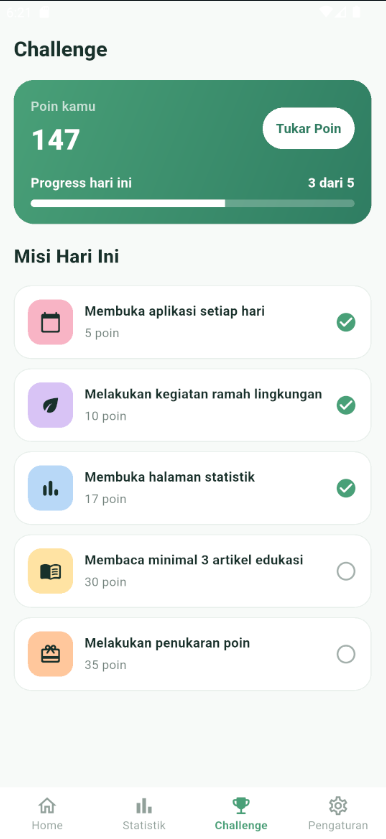 Challenge
Poin kamu
147
Tukar Poin
Progress hari ini
3 dari 5
Misi Hari Ini
Membuka aplikasi setiap hari
5 poin
Melakukan kegiatan ramah lingkungan
10 poin
Membuka halaman statistik
17 poin
Membaca minimal 3 artikel edukasi
30 poin
Melakukan penukaran poin
35 poin
Home
Statistik
Challenge
Pengaturan